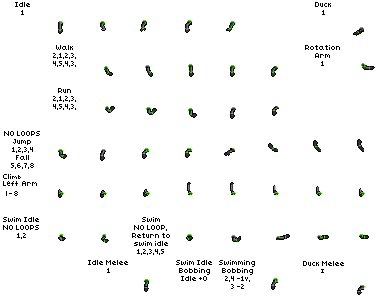 Idle
1
Duck
1
Walk
2,1,2,3,
4,5,4,3,
Rotation
Arm
1
Run
2,1,2,3,
4,5,4,3,
NO LOOPS
Jump
1,2,3,4
Fall
5,6,7,8
Climb
Left Arm
1-8
Swim Idle
NO LOOPS
1,2
Swim
NO LOOP,
Return to
swim idle
1,2,3,4,5
Idle Melee
1
Swim Idle
Bobbing
Idle +0
Swimming
Bobbing
2,4 -1v,
3 -2
Duck Melee
1